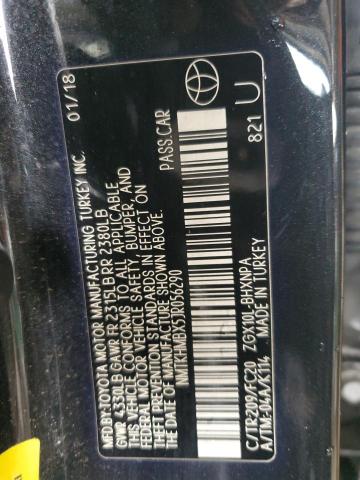 MFD.BY:TOYOTA MOTOR MANUFACTURING TURKEY INC. 01/18
GVWR 4330LB GAWR FR 2315LB RR 2380LB
THIS VEHICLE CONFORMS TO ALL APPLICABLE
FEDERAL MOTOR VEHICLE SAFETY, BUMPER, AND
THEFT PREVENTION STANDARDS IN EFFECT ON
THE DATE OF MANUFACTURE SHOWN ABOVE.
NMTKHMBX5JR056290 PASS.CAR
C/TR:209/FC20 ZGX10L-BHXNPA 821 U
A/TM:-04A/K114
MADE IN TURKEY